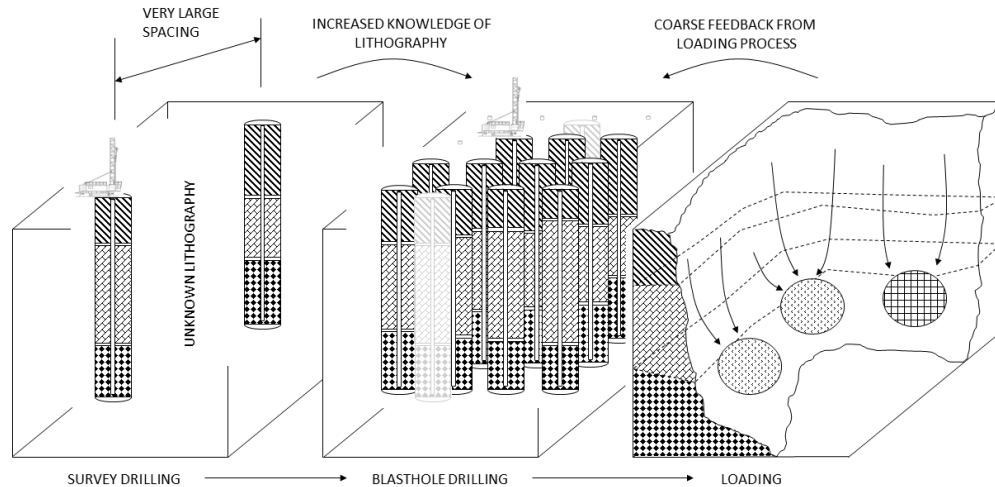 VERY LARGE
SPACING
INCREASED KNOWLEDGE OF
LITHOGRAPHY
COARSE FEEDBACK FROM
LOADING PROCESS
UNKNOWN LITHOGRAPHY
SURVEY DRILLING
BLASTHOLE DRILLING
LOADING